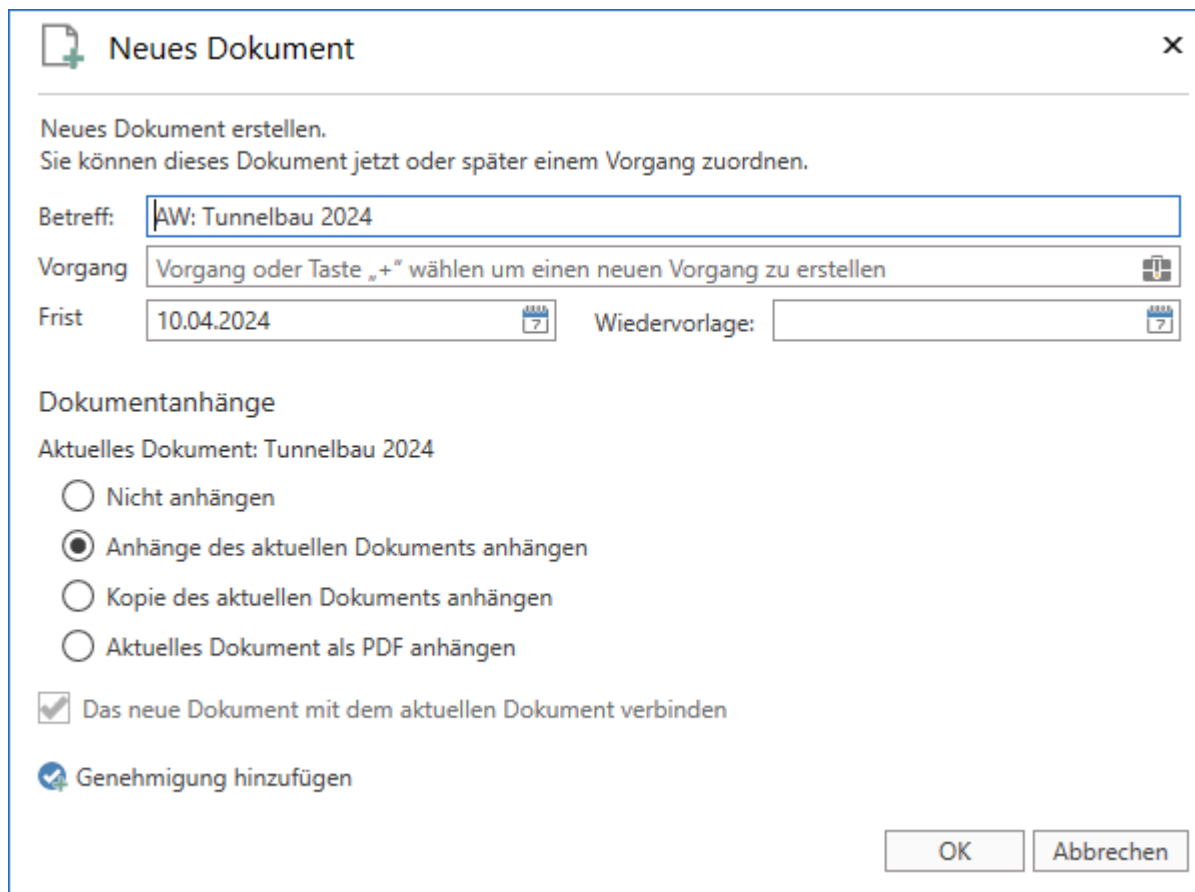 Neues Dokument
Neues Dokument erstellen.
Sie können dieses Dokument jetzt oder später einem Vorgang zuordnen.
Betreff: AW: Tunnelbau 2024
Vorgang Vorgang oder Taste „+“ wählen um einen neuen Vorgang zu erstellen
Frist 10.04.2024 7 Wiedervorlage: 7
Dokumentanhänge
Aktuelles Dokument: Tunnelbau 2024
Nicht anhängen
Anhänge des aktuellen Dokuments anhängen
Kopie des aktuellen Dokuments anhängen
Aktuelles Dokument als PDF anhängen
Das neue Dokument mit dem aktuellen Dokument verbinden
Genehmigung hinzufügen
OK Abbrechen